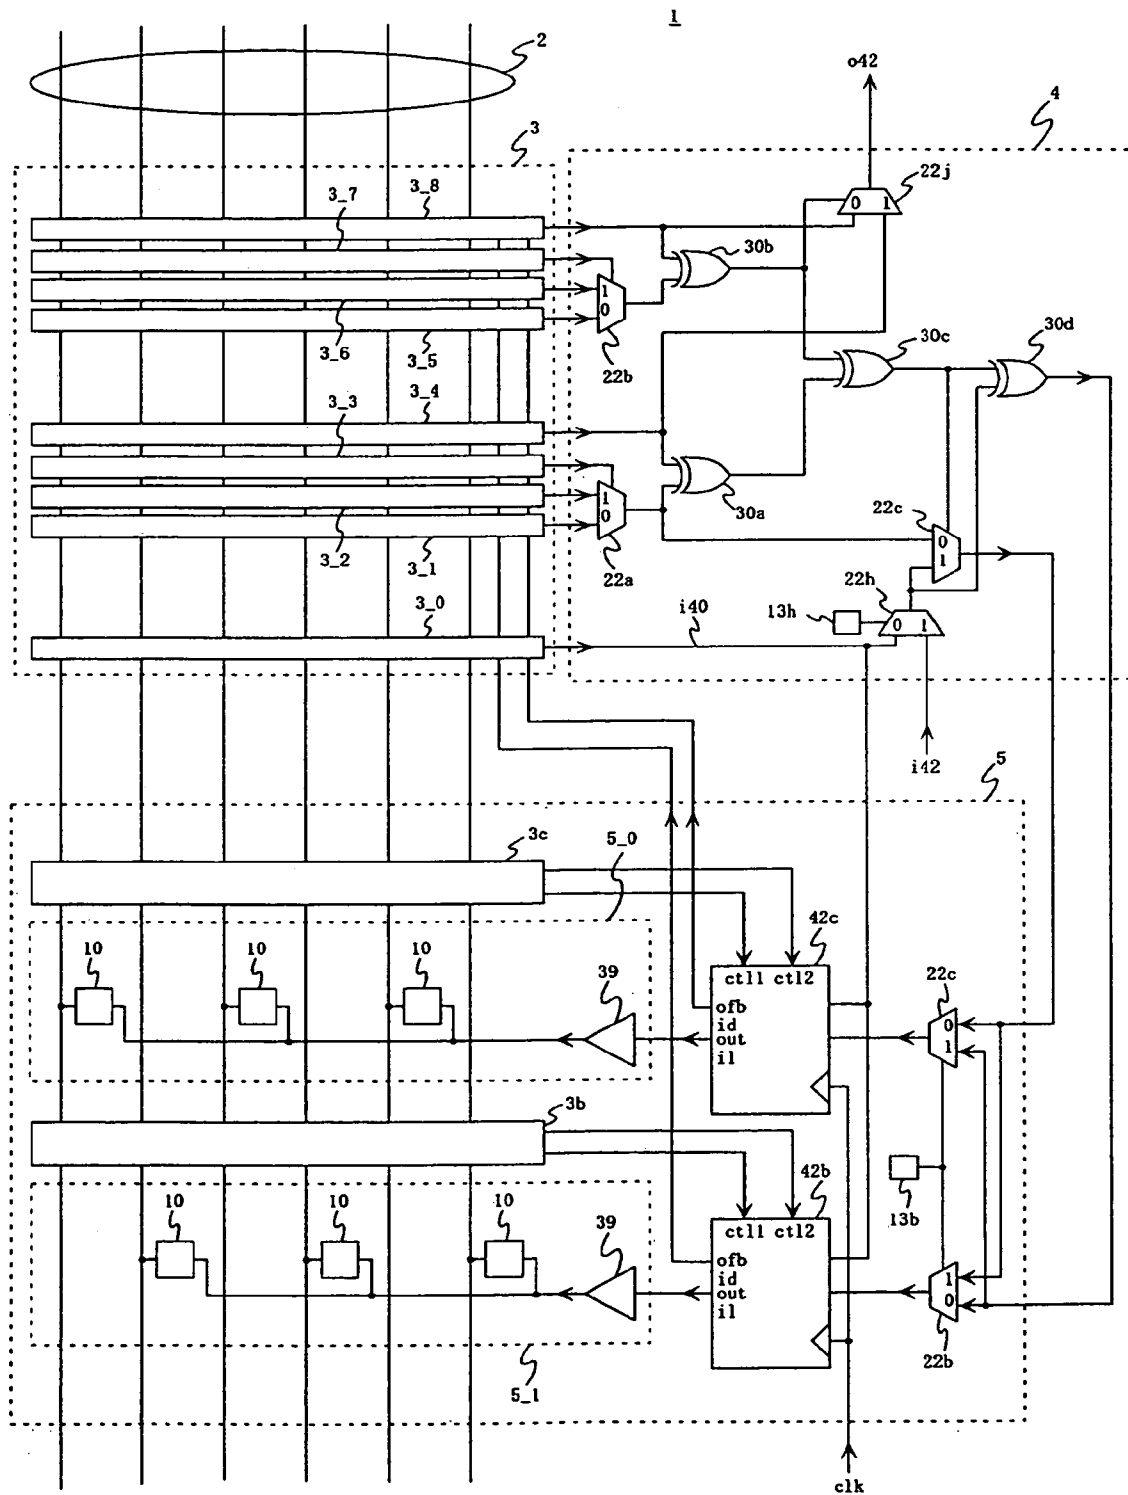 1
2
o42
4
3
22j
0 1
3_8
3_7
30b
1
0
3_6
3_5
22b
30c
30d
3_4
3_3
30a
22c
1
0
0
1
3_2
3_1
22a
22h
13h
0 1
3_0
i40
i42
5
3c
5_0
42c
10
10
10
39
ctl1 ctl2
22c
ofb
id
out
il
0
1
3b
42b
10
10
10
39
13b
ctl1 ctl2
ofb
id
out
il
1
0
22b
5_1
clk